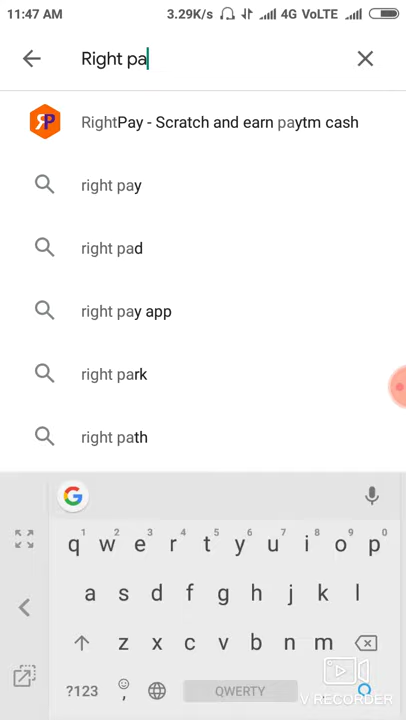 11:47 AM 3.29K/s 4G VoLTE
Right pa
RP RightPay - Scratch and earn paytm cash
right pay
right pad
right pay app
right park
right path
G
1 2 3 4 5 6 7 8 9 0
q w e r t y u i o p
a s d f g h j k l
z x c v b n m
?123 , QWERTY
V RECORDER